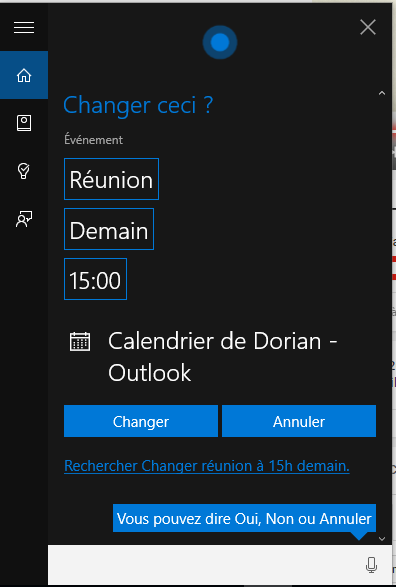 Changer ceci ?
Événement
Réunion
Demain
15:00
Calendrier de Dorian -
Outlook
Changer
Annuler
Rechercher Changer réunion à 15h demain.
Vous pouvez dire Oui, Non ou Annuler